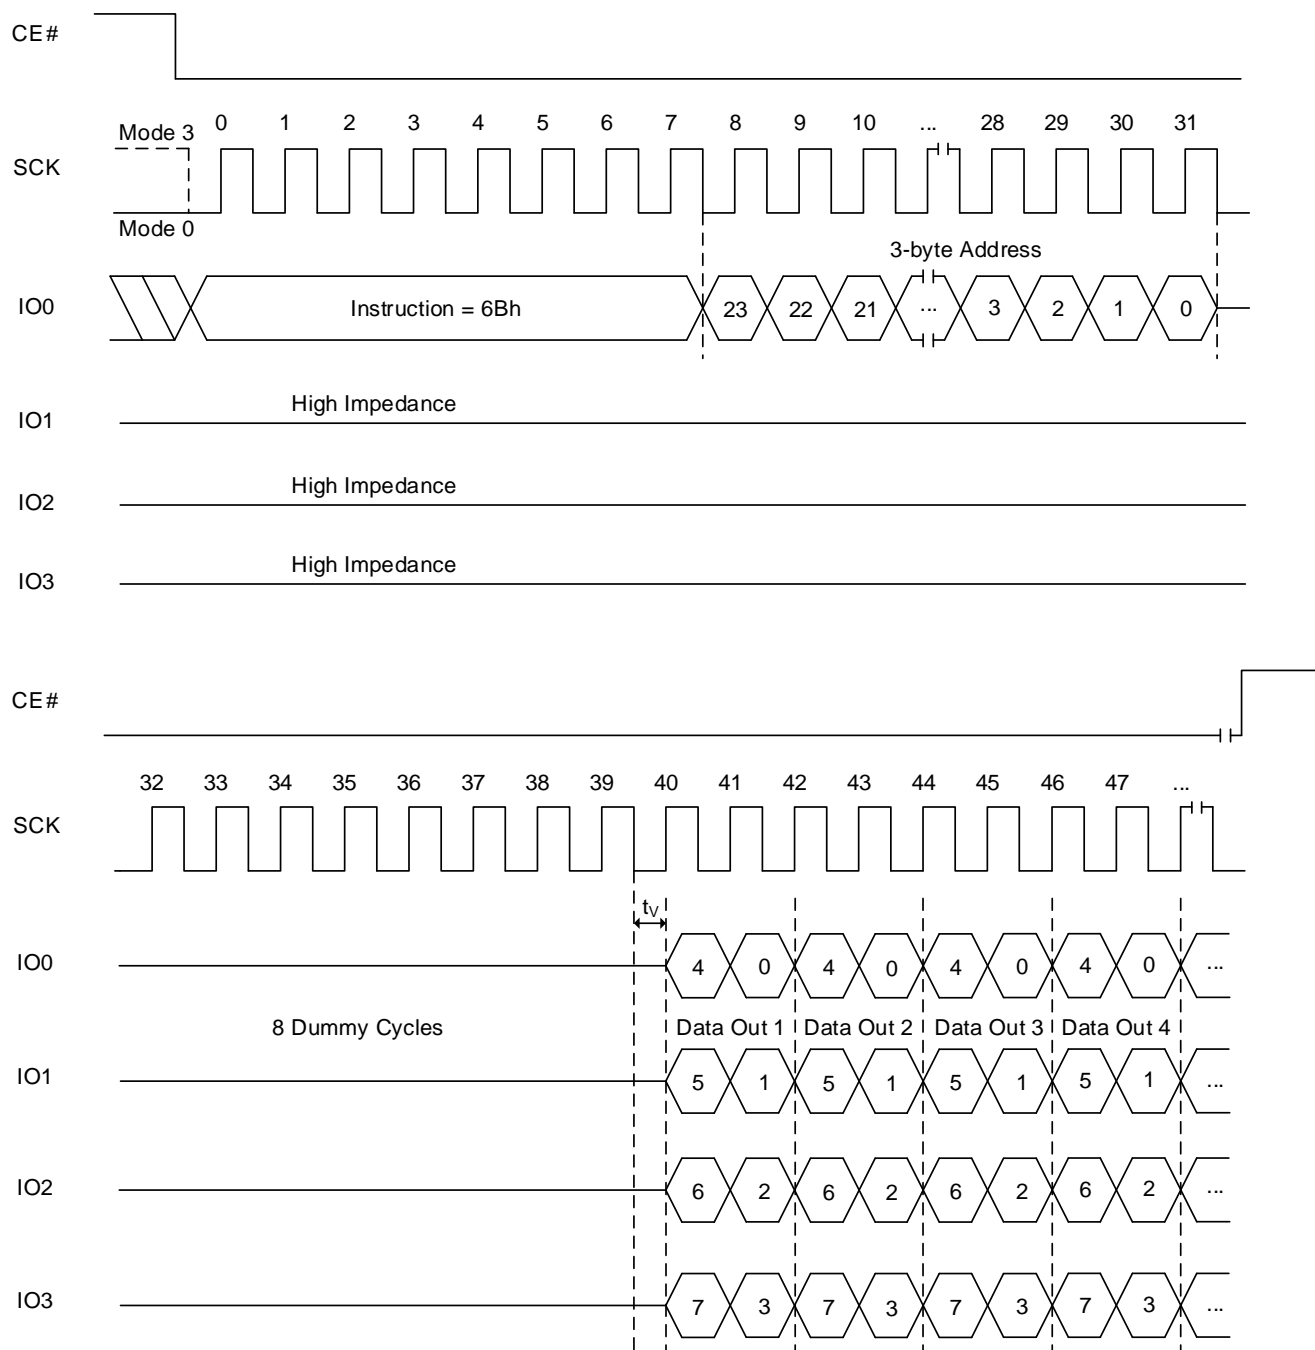 CE#
Mode 3
0 1 2 3 4 5 6 7 8 9 10 ... 28 29 30 31
SCK
Mode 0
3-byte Address
IO0 Instruction = 6Bh 23 22 21 ... 3 2 1 0
High Impedance
IO1
High Impedance
IO2
High Impedance
IO3
CE#
32 33 34 35 36 37 38 39 40 41 42 43 44 45 46 47 ...
SCK
tV
IO0 4 0 4 0 4 0 4 0 ...
8 Dummy Cycles Data Out 1 Data Out 2 Data Out 3 Data Out 4
IO1 5 1 5 1 5 1 5 1 ...
IO2 6 2 6 2 6 2 6 2 ...
IO3 7 3 7 3 7 3 7 3 ...